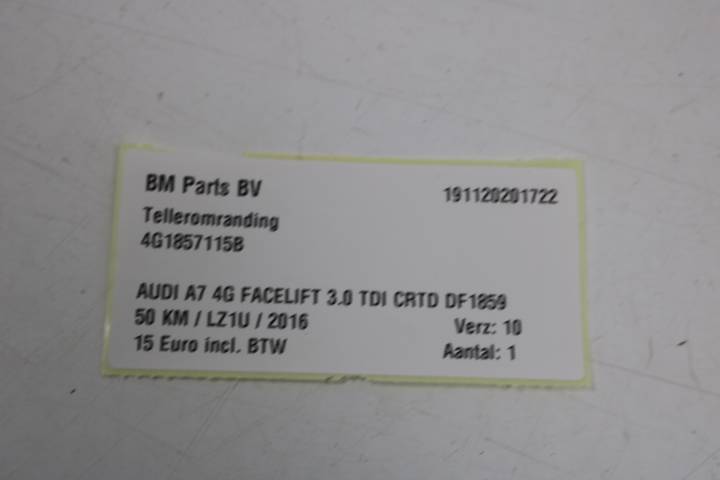 BM Parts BV 191120201722
Telleromranding
4G1857115B
AUDI A7 4G FACELIFT 3.0 TDI CRTD DF1859
50 KM / LZ1U / 2016 Verz: 10
15 Euro incl. BTW Aantal: 1